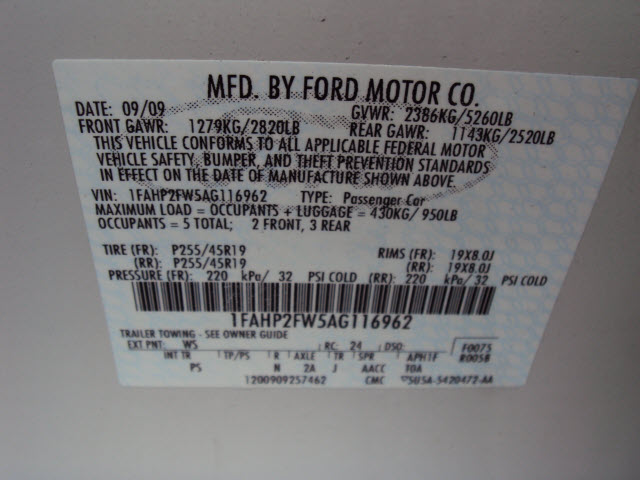 MFD. BY FORD MOTOR CO.
DATE: 09/09 GVWR: 2386KG/5260LB
FRONT GAWR: 1279KG/2820LB REAR GAWR: 1143KG/2520LB
THIS VEHICLE CONFORMS TO ALL APPLICABLE FEDERAL MOTOR
VEHICLE SAFETY, BUMPER, AND THEFT PREVENTION STANDARDS
IN EFFECT ON THE DATE OF MANUFACTURE SHOWN ABOVE.
VIN: 1FAHP2FW5AG116962 TYPE: Passenger Car
MAXIMUM LOAD = OCCUPANTS + LUGGAGE = 430KG/ 950LB
OCCUPANTS = 5 TOTAL; 2 FRONT, 3 REAR
TIRE (FR): P255/45R19 RIMS (FR): 19X8.0J
(RR): P255/45R19 (RR): 19X8.0J
PRESSURE (FR): 220 kPa/ 32 PSI COLD (RR): 220 kPa/ 32 PSI COLD
1FAHP2FW5AG116962
TRAILER TOWING - SEE OWNER GUIDE
EXT PNT: WS RC: 24 DSO: F0075
INT TR TP/PS R AXLE TR SPR APH1F R005B
PS N 2A J AACC 10A
1200909257462 CMC 5U5A-5420472-AA